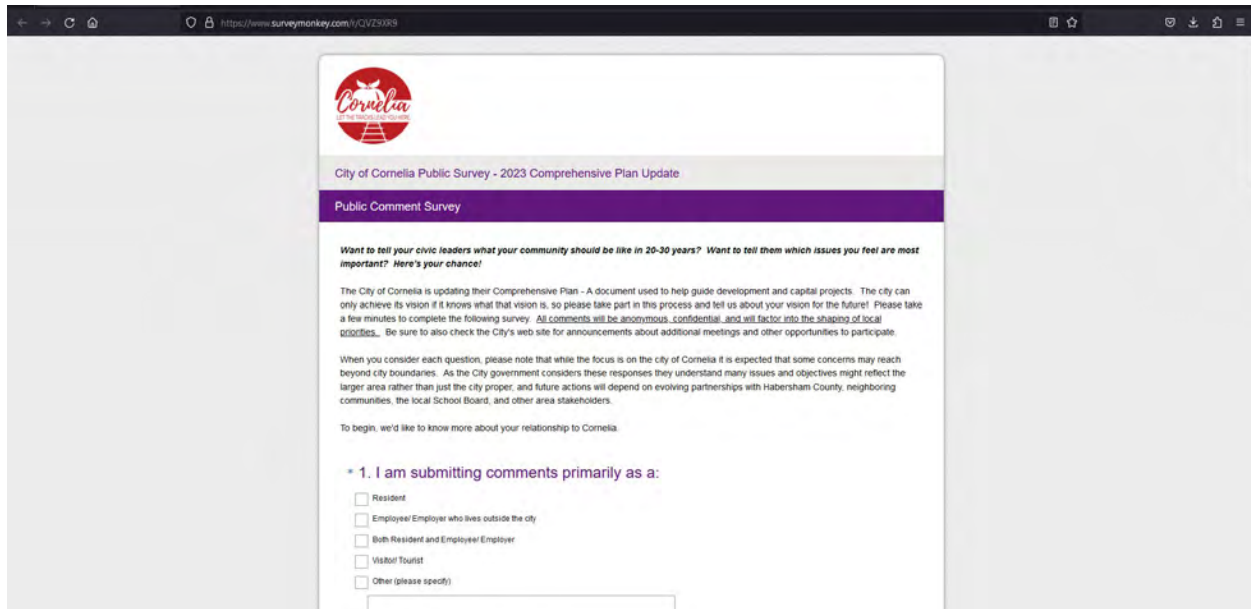 https://www.surveymonkey.com/r/QVZ9XR9
Cornelia
LET THE TRACKS LEAD YOU HERE
City of Cornelia Public Survey - 2023 Comprehensive Plan Update
Public Comment Survey
Want to tell your civic leaders what your community should be like in 20-30 years? Want to tell them which issues you feel are most
important? Here's your chance!
The City of Cornelia is updating their Comprehensive Plan - A document used to help guide development and capital projects. The city can
only achieve its vision if it knows what that vision is, so please take part in this process and tell us about your vision for the future! Please take
a few minutes to complete the following survey. All comments will be anonymous, confidential, and will factor into the shaping of local
priorities. Be sure to also check the City's web site for announcements about additional meetings and other opportunities to participate.
When you consider each question, please note that while the focus is on the city of Cornelia it is expected that some concerns may reach
beyond city boundaries. As the City government considers these responses they understand many issues and objectives might reflect the
larger area rather than just the city proper, and future actions will depend on evolving partnerships with Habersham County, neighboring
communities, the local School Board, and other area stakeholders.
To begin, we'd like to know more about your relationship to Cornelia.
* 1. I am submitting comments primarily as a:
Resident
Employee/ Employer who lives outside the city
Both Resident and Employee/ Employer
Visitor/ Tourist
Other (please specify)